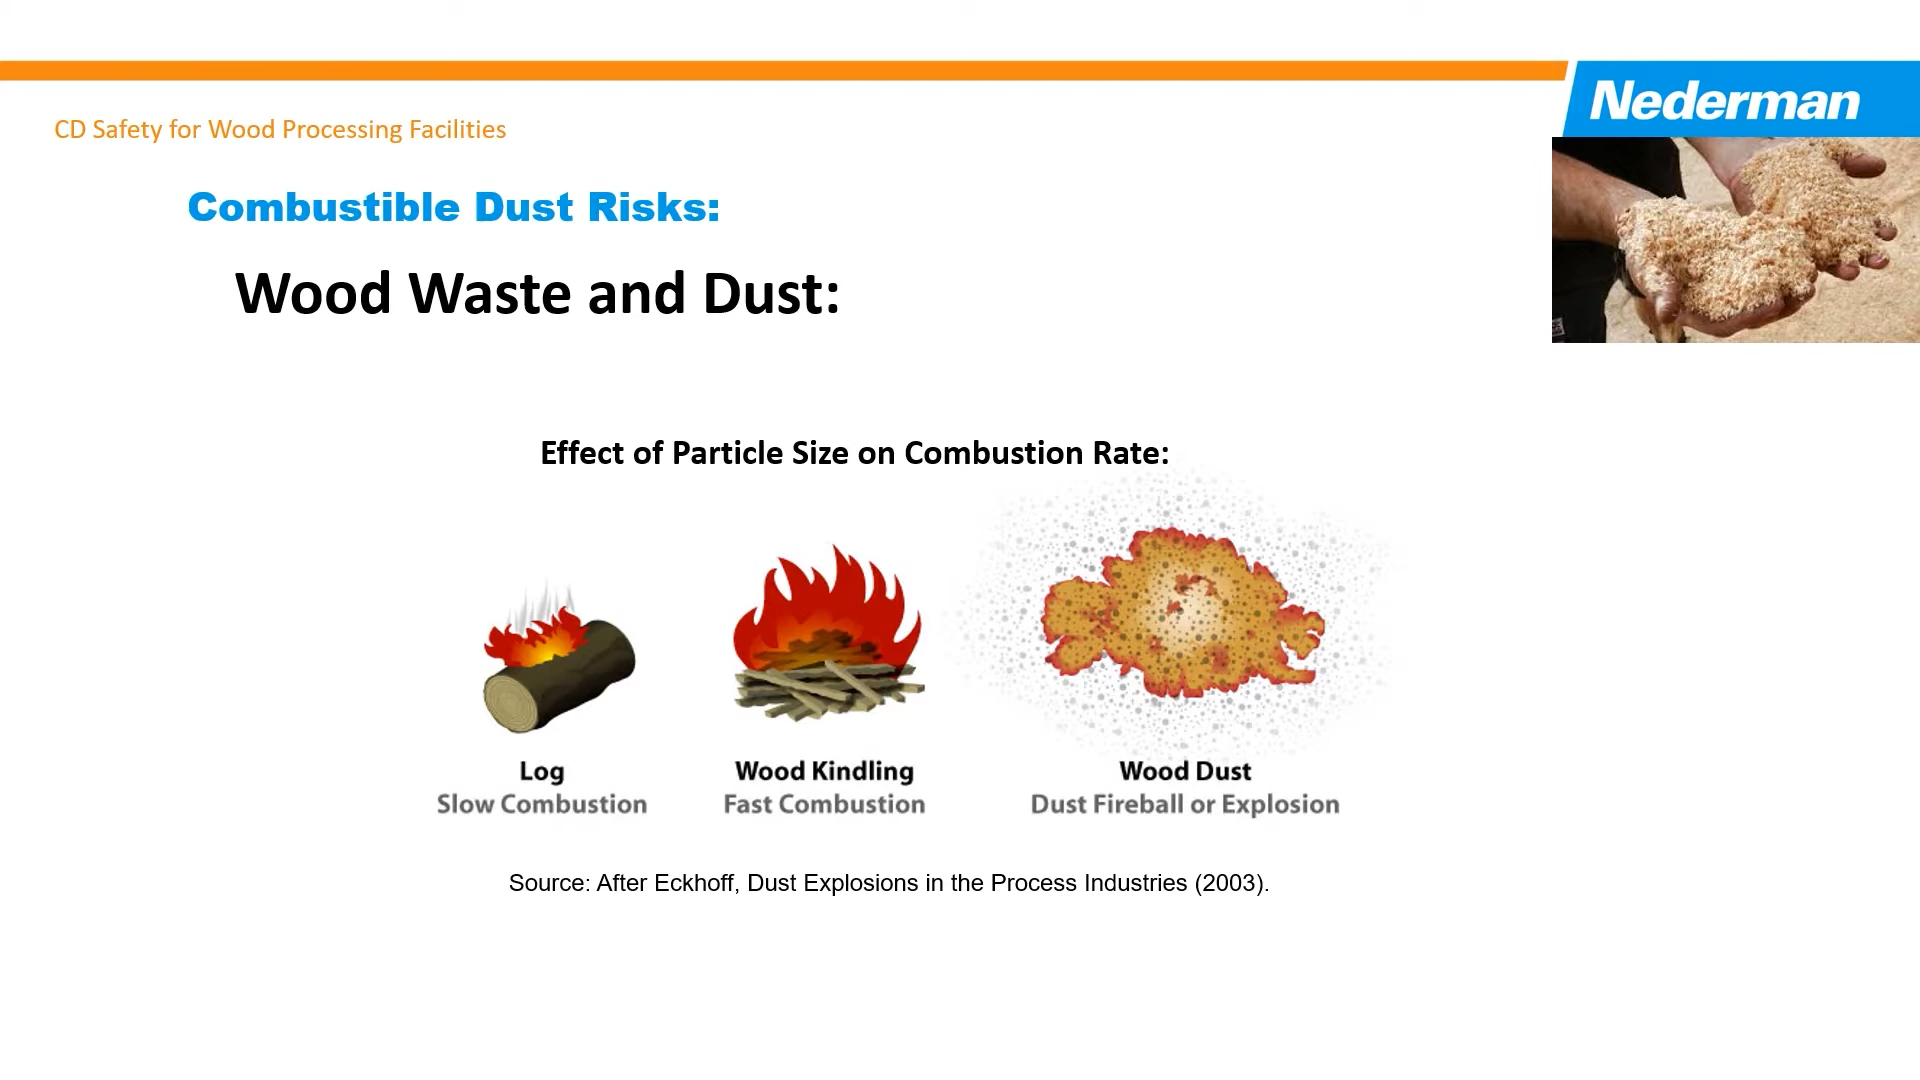 Nederman
CD Safety for Wood Processing Facilities
Combustible Dust Risks:
Wood Waste and Dust:
Effect of Particle Size on Combustion Rate:
Log
Slow Combustion
Wood Kindling
Fast Combustion
Wood Dust
Dust Fireball or Explosion
Source: After Eckhoff, Dust Explosions in the Process Industries (2003).